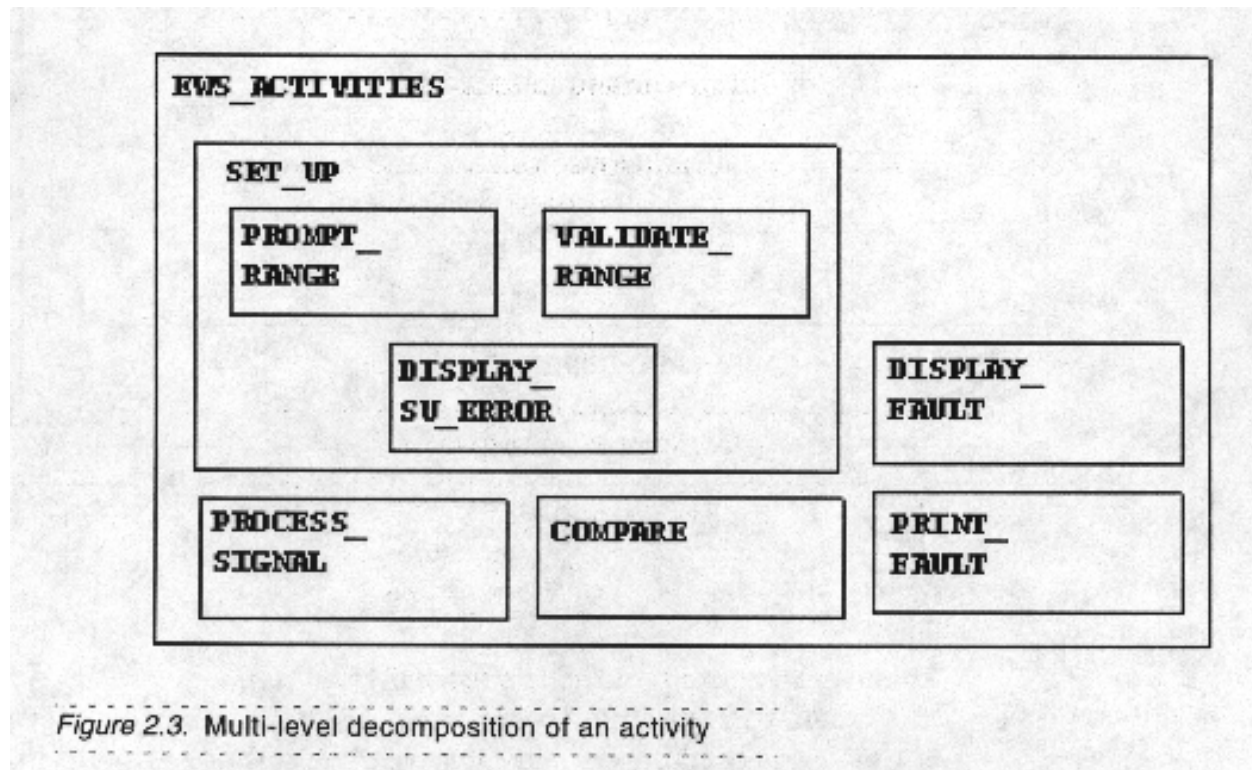 EWS_ACTIVITIES
SET_UP
PROMPT_
RANGE
VALIDATE_
RANGE
DISPLAY_
SU_ERROR
DISPLAY_
FAULT
PROCESS_
SIGNAL
COMPARE
PRINT_
FAULT
Figure 2.3. Multi-level decomposition of an activity